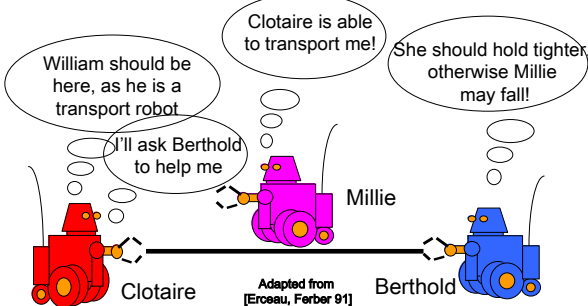 Clotaire is able
to transport me!
William should be
here, as he is a
transport robot
She should hold tighter
otherwise Millie
may fall!
I'll ask Berthold
to help me
Millie
Clotaire
Adapted from
[Erceau, Ferber 91]
Berthold